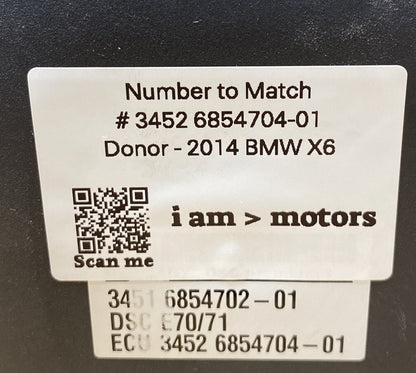 Number to Match
# 3452 6854704-01
Donor - 2014 BMW X6
i am > motors
Scan me
3451 6854702-01
DSC E70/71
ECU 3452 6854704-01